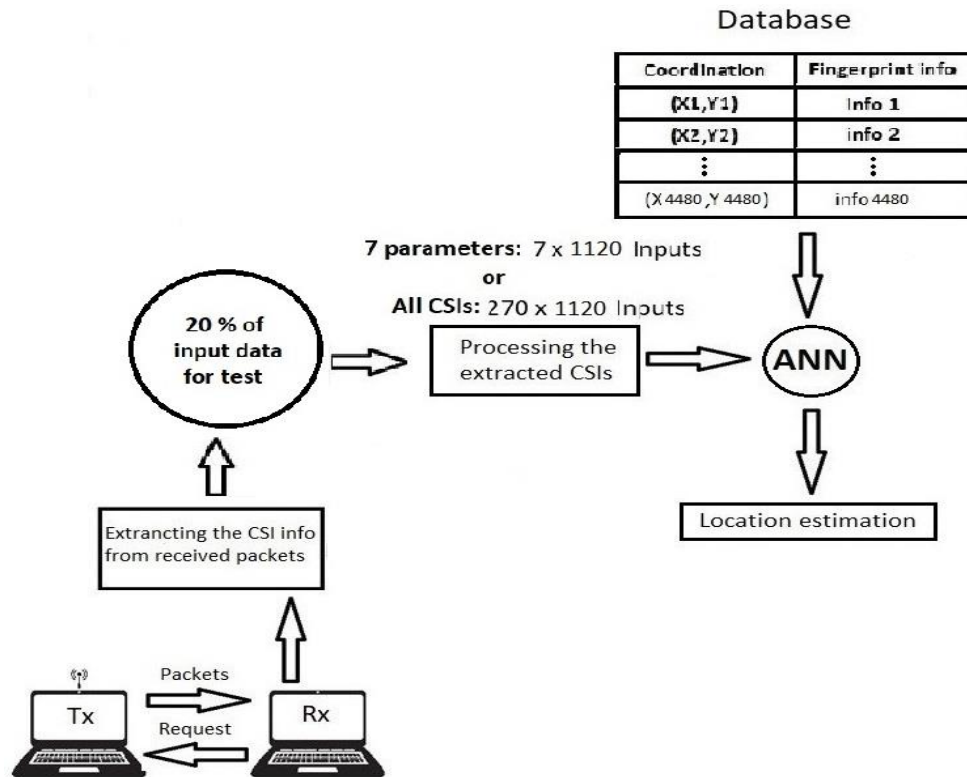 Database
Coordination Fingerprint info
(X1,Y1) Info 1
(X2,Y2) info 2
⋮ ⋮
(X 4480 ,Y 4480) info 4480
7 parameters: 7 x 1120 Inputs
or
All CSIs: 270 x 1120 Inputs
20 % of
input data
for test
Processing the
extracted CSIs
ANN
Extrancting the CSI info
from received packets
Location estimation
Packets
Tx
Rx
Request